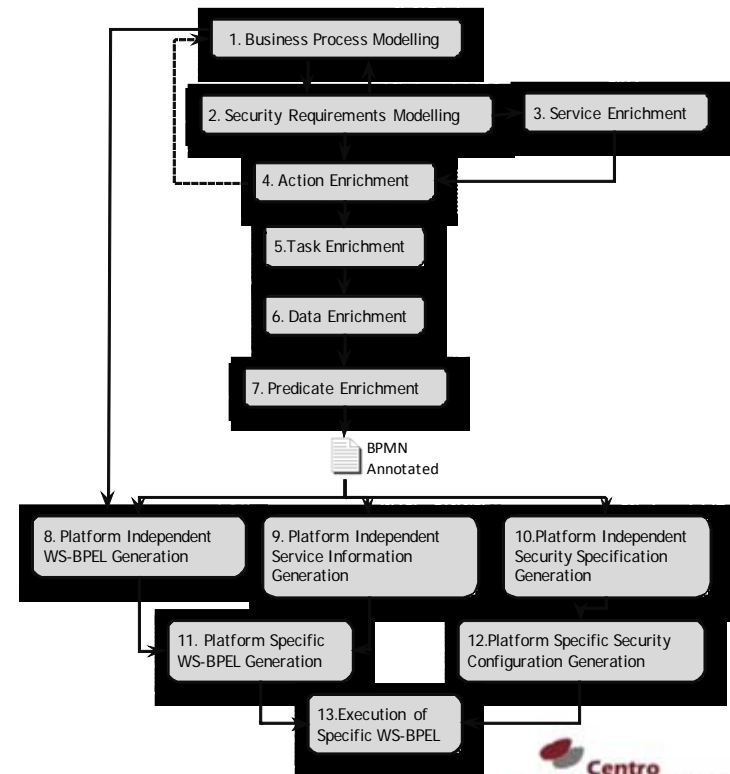 1. Business Process Modelling
2. Security Requirements Modelling
3. Service Enrichment
4. Action Enrichment
5.Task Enrichment
6. Data Enrichment
7. Predicate Enrichment
BPMN
Annotated
8. Platform Independent
WS-BPEL Generation
9. Platform Independent
Service Information
Generation
10.Platform Independent
Security Specification
Generation
11. Platform Specific
WS-BPEL Generation
12.Platform Specific Security
Configuration Generation
13.Execution of
Specific WS-BPEL
Centro